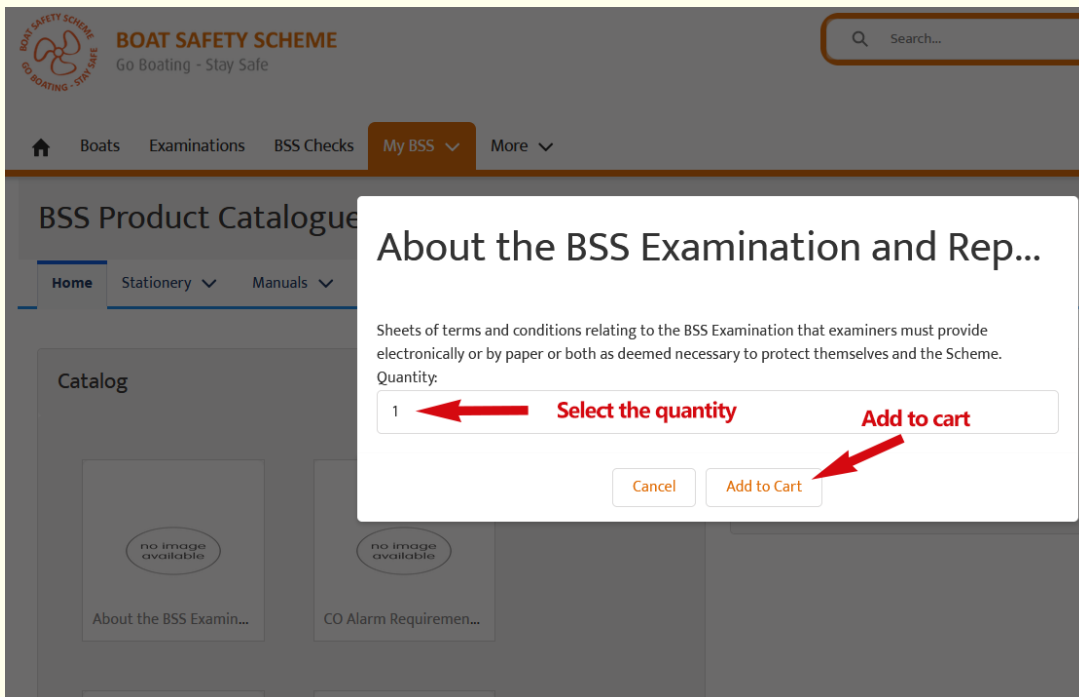 BOAT SAFETY SCHEME
GO BOATING - STAY SAFE
BOAT SAFETY SCHEME
Go Boating - Stay Safe
Search...
Boats Examinations BSS Checks My BSS More
BSS Product Catalogue
Home Stationery Manuals
About the BSS Examination and Rep...
Sheets of terms and conditions relating to the BSS Examination that examiners must provide
electronically or by paper or both as deemed necessary to protect themselves and the Scheme.
Quantity:
1 Select the quantity
Add to cart
Cancel Add to Cart
Catalog
no image
available
no image
available
About the BSS Examin...
CO Alarm Requiremen...